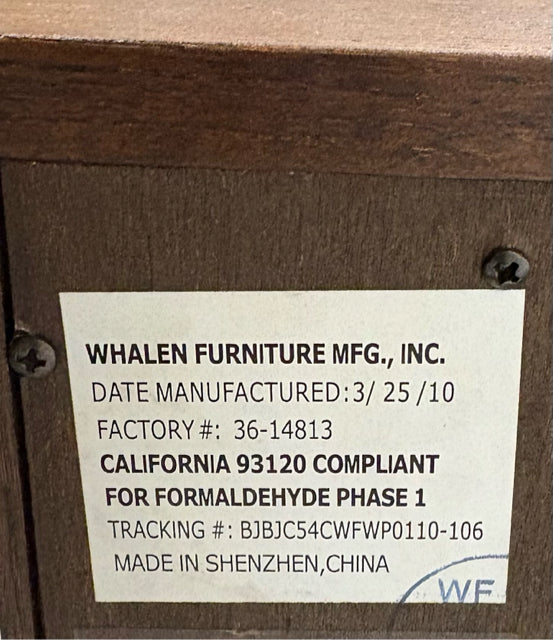 WHALEN FURNITURE MFG., INC.
DATE MANUFACTURED:3/ 25 /10
FACTORY #: 36-14813
CALIFORNIA 93120 COMPLIANT
FOR FORMALDEHYDE PHASE 1
TRACKING #: BJBJC54CWFWP0110-106
MADE IN SHENZHEN,CHINA
WF